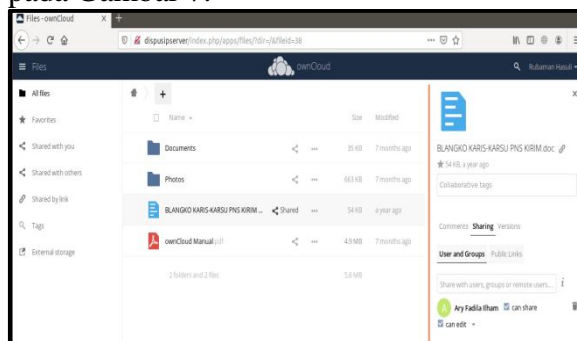 pada Gambar 7.
Files - ownCloud X +
dispusipserver/index.php/apps/files/?dir=/&fileid=38
Files ownCloud Rubaman Hasuli
All files
Favorites
Shared with you
Shared with others
Shared by link
Tags
External storage
+
Name Size Modified
Documents 35 KB 7 months ago
Photos 663 KB 7 months ago
BLANGKO KARIS-KARSU PNS KIRIM ... Shared 54 KB a year ago
ownCloud Manual.pdf 4.9 MB 7 months ago
2 folders and 2 files 5.6 MB
BLANGKO KARIS-KARSU PNS KIRIM.doc
54 KB, a year ago
Collaborative tags
Comments Sharing Versions
User and Groups Public Links
Share with users, groups or remote users... i
Ary Fadila Ilham can share
can edit